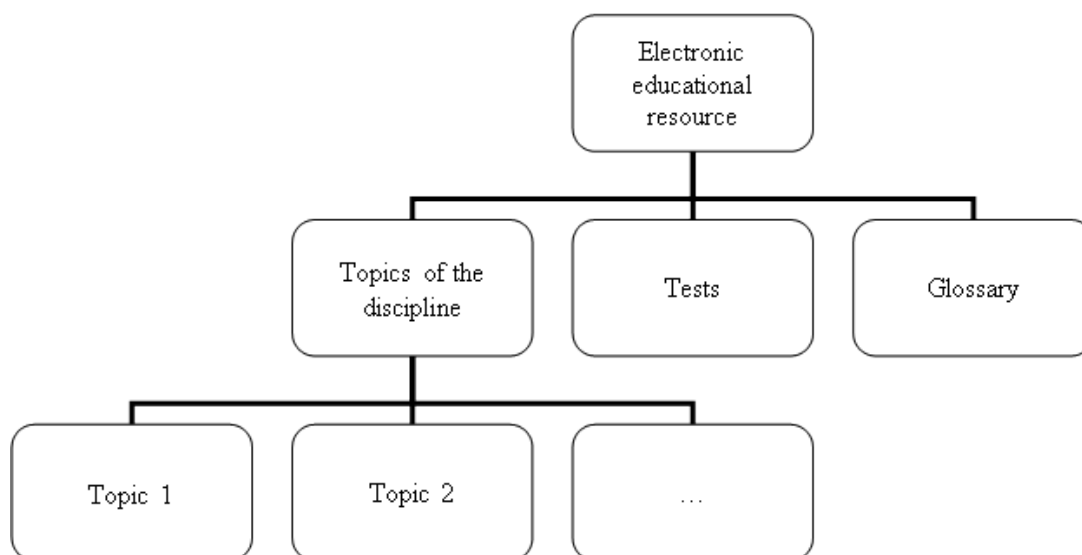 Electronic
educational
resource
Topics of the
discipline
Tests
Glossary
Topic 1
Topic 2
...